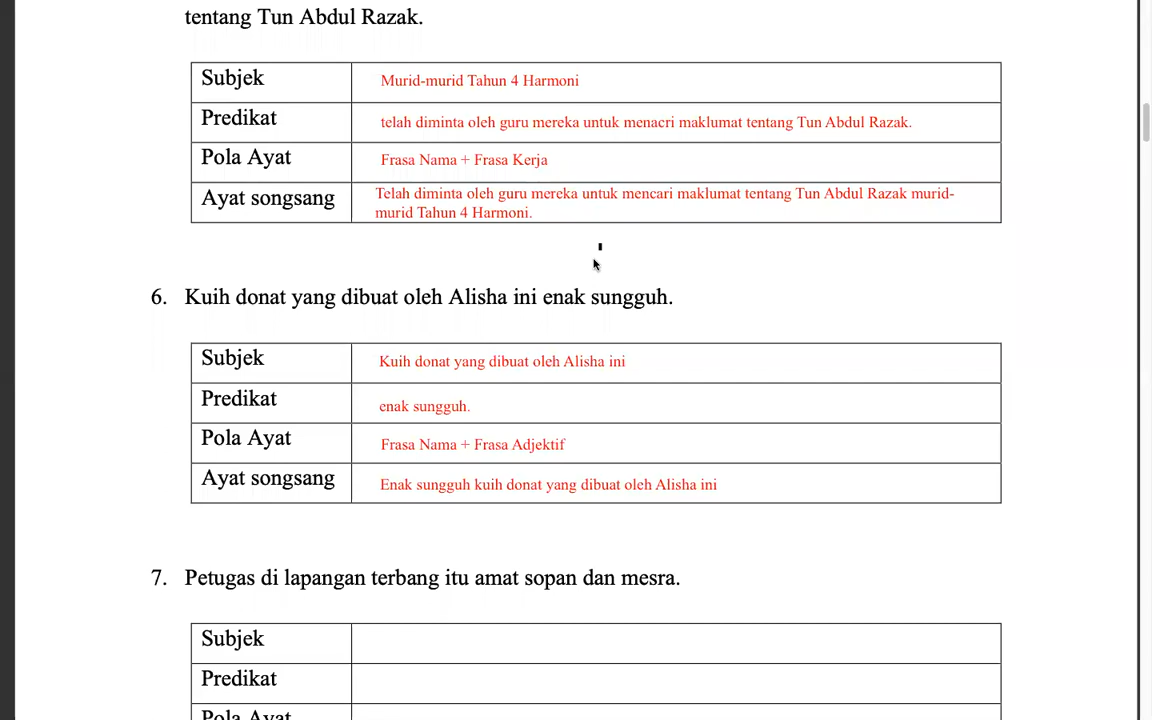 tentang Tun Abdul Razak.
Subjek Murid-murid Tahun 4 Harmoni
Predikat telah diminta oleh guru mereka untuk menacri maklumat tentang Tun Abdul Razak.
Pola Ayat Frasa Nama + Frasa Kerja
Ayat songsang Telah diminta oleh guru mereka untuk mencari maklumat tentang Tun Abdul Razak murid-
murid Tahun 4 Harmoni.
6. Kuih donat yang dibuat oleh Alisha ini enak sungguh.
Subjek Kuih donat yang dibuat oleh Alisha ini
Predikat enak sungguh.
Pola Ayat Frasa Nama + Frasa Adjektif
Ayat songsang Enak sungguh kuih donat yang dibuat oleh Alisha ini
7. Petugas di lapangan terbang itu amat sopan dan mesra.
Subjek
Predikat
Pola Ayat